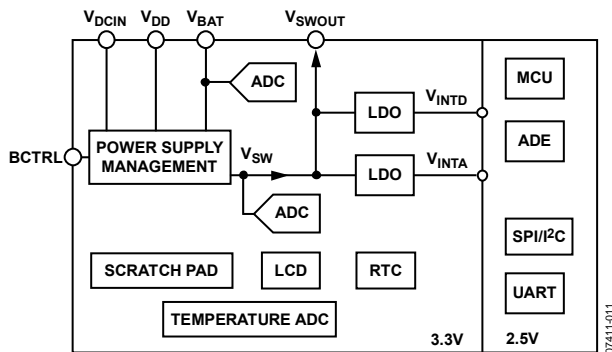 VDCIN VDD VBAT VSWOUT
ADC
MCU
LDO VINTD
BCTRL POWER SUPPLY
MANAGEMENT
VSW
ADE
LDO VINTA
ADC
SPI/I2C
SCRATCH PAD LCD RTC
UART
TEMPERATURE ADC
3.3V 2.5V
07411-011